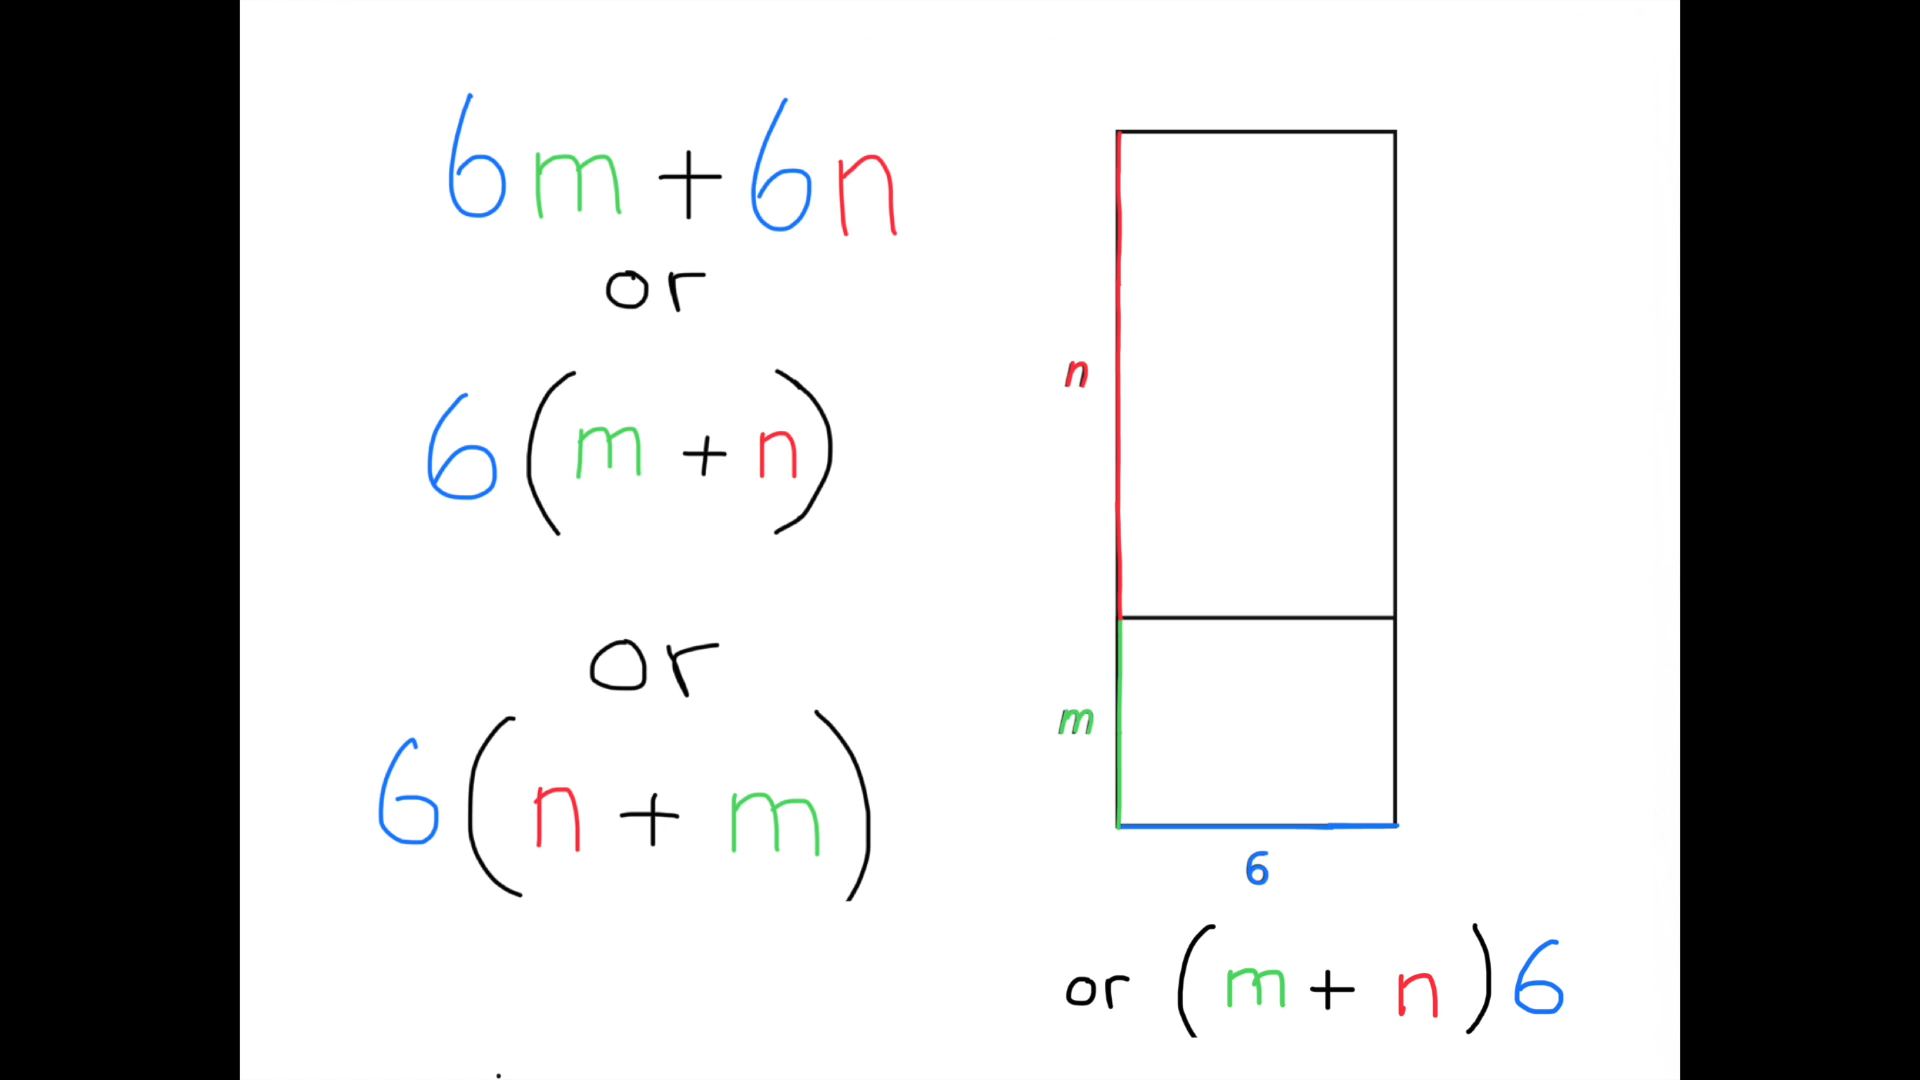 6m + 6n
or
6(m + n)
or
6(n + m)
n
m
6
or (m + n)6